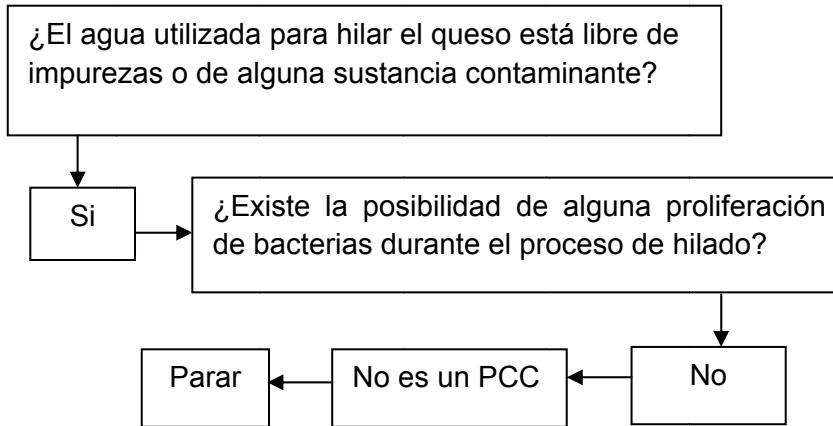 ¿El agua utilizada para hilar el queso está libre de
impurezas o de alguna sustancia contaminante?
Si
¿Existe la posibilidad de alguna proliferación
de bacterias durante el proceso de hilado?
No
No es un PCC
Parar